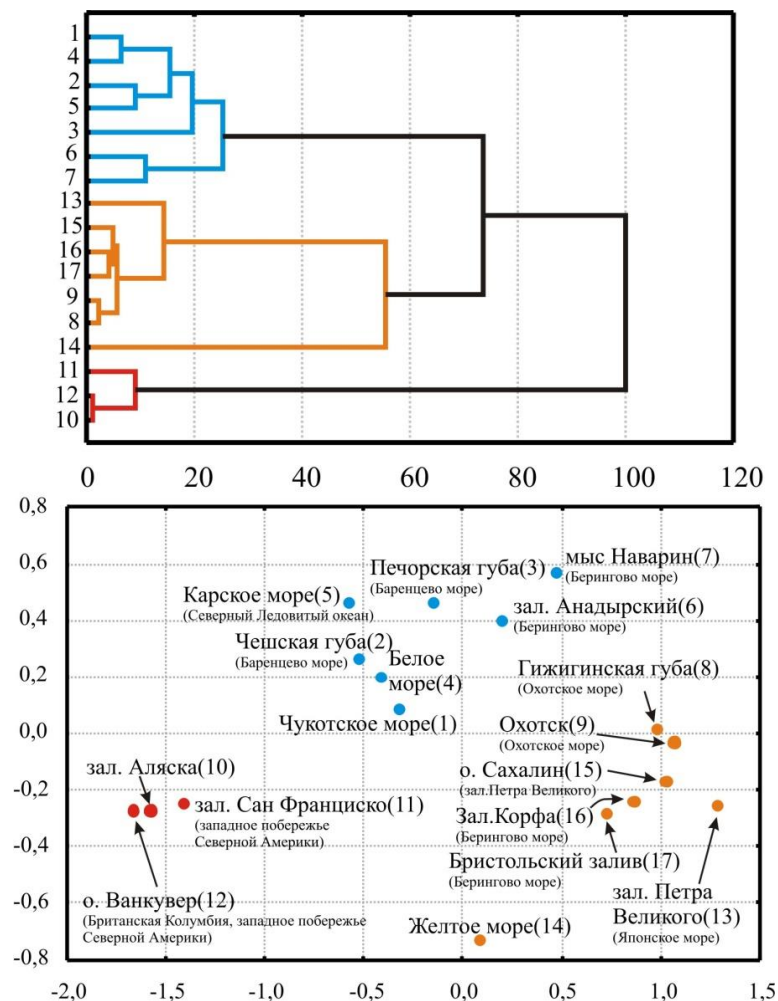 1
4
2
5
3
6
7
13
15
16
17
9
8
14
11
12
10
0 20 40 60 80 100 120
0,8
0,6
0,4
0,2
0,0
-0,2
-0,4
-0,6
-0,8
мыс Наварин(7)
(Берингово море)
Печорская губа(3)
(Баренцево море)
Карское море(5)
(Северный Ледовитый океан)
зал. Анадырский(6)
(Берингово море)
Чешская губа(2)
(Баренцево море)
Белое
море(4)
Чукотское море(1)
Гижигинская губа(8)
(Охотское море)
Охотск(9)
(Охотское море)
о. Сахалин(15)
(зал.Петра Великого)
зал. Аляска(10)
зал. Сан Франциско(11)
(западное побережье
Северной Америки)
Зал.Корфа(16)
(Берингово море)
Бристольский залив(17)
(Берингово море)
о. Ванкувер(12)
(Британская Колумбия, западное побережье
Северной Америки)
зал. Петра
Великого(13)
(Японское море)
Желтое море(14)
-2,0 -1,5 -1,0 -0,5 0,0 0,5 1,0 1,5